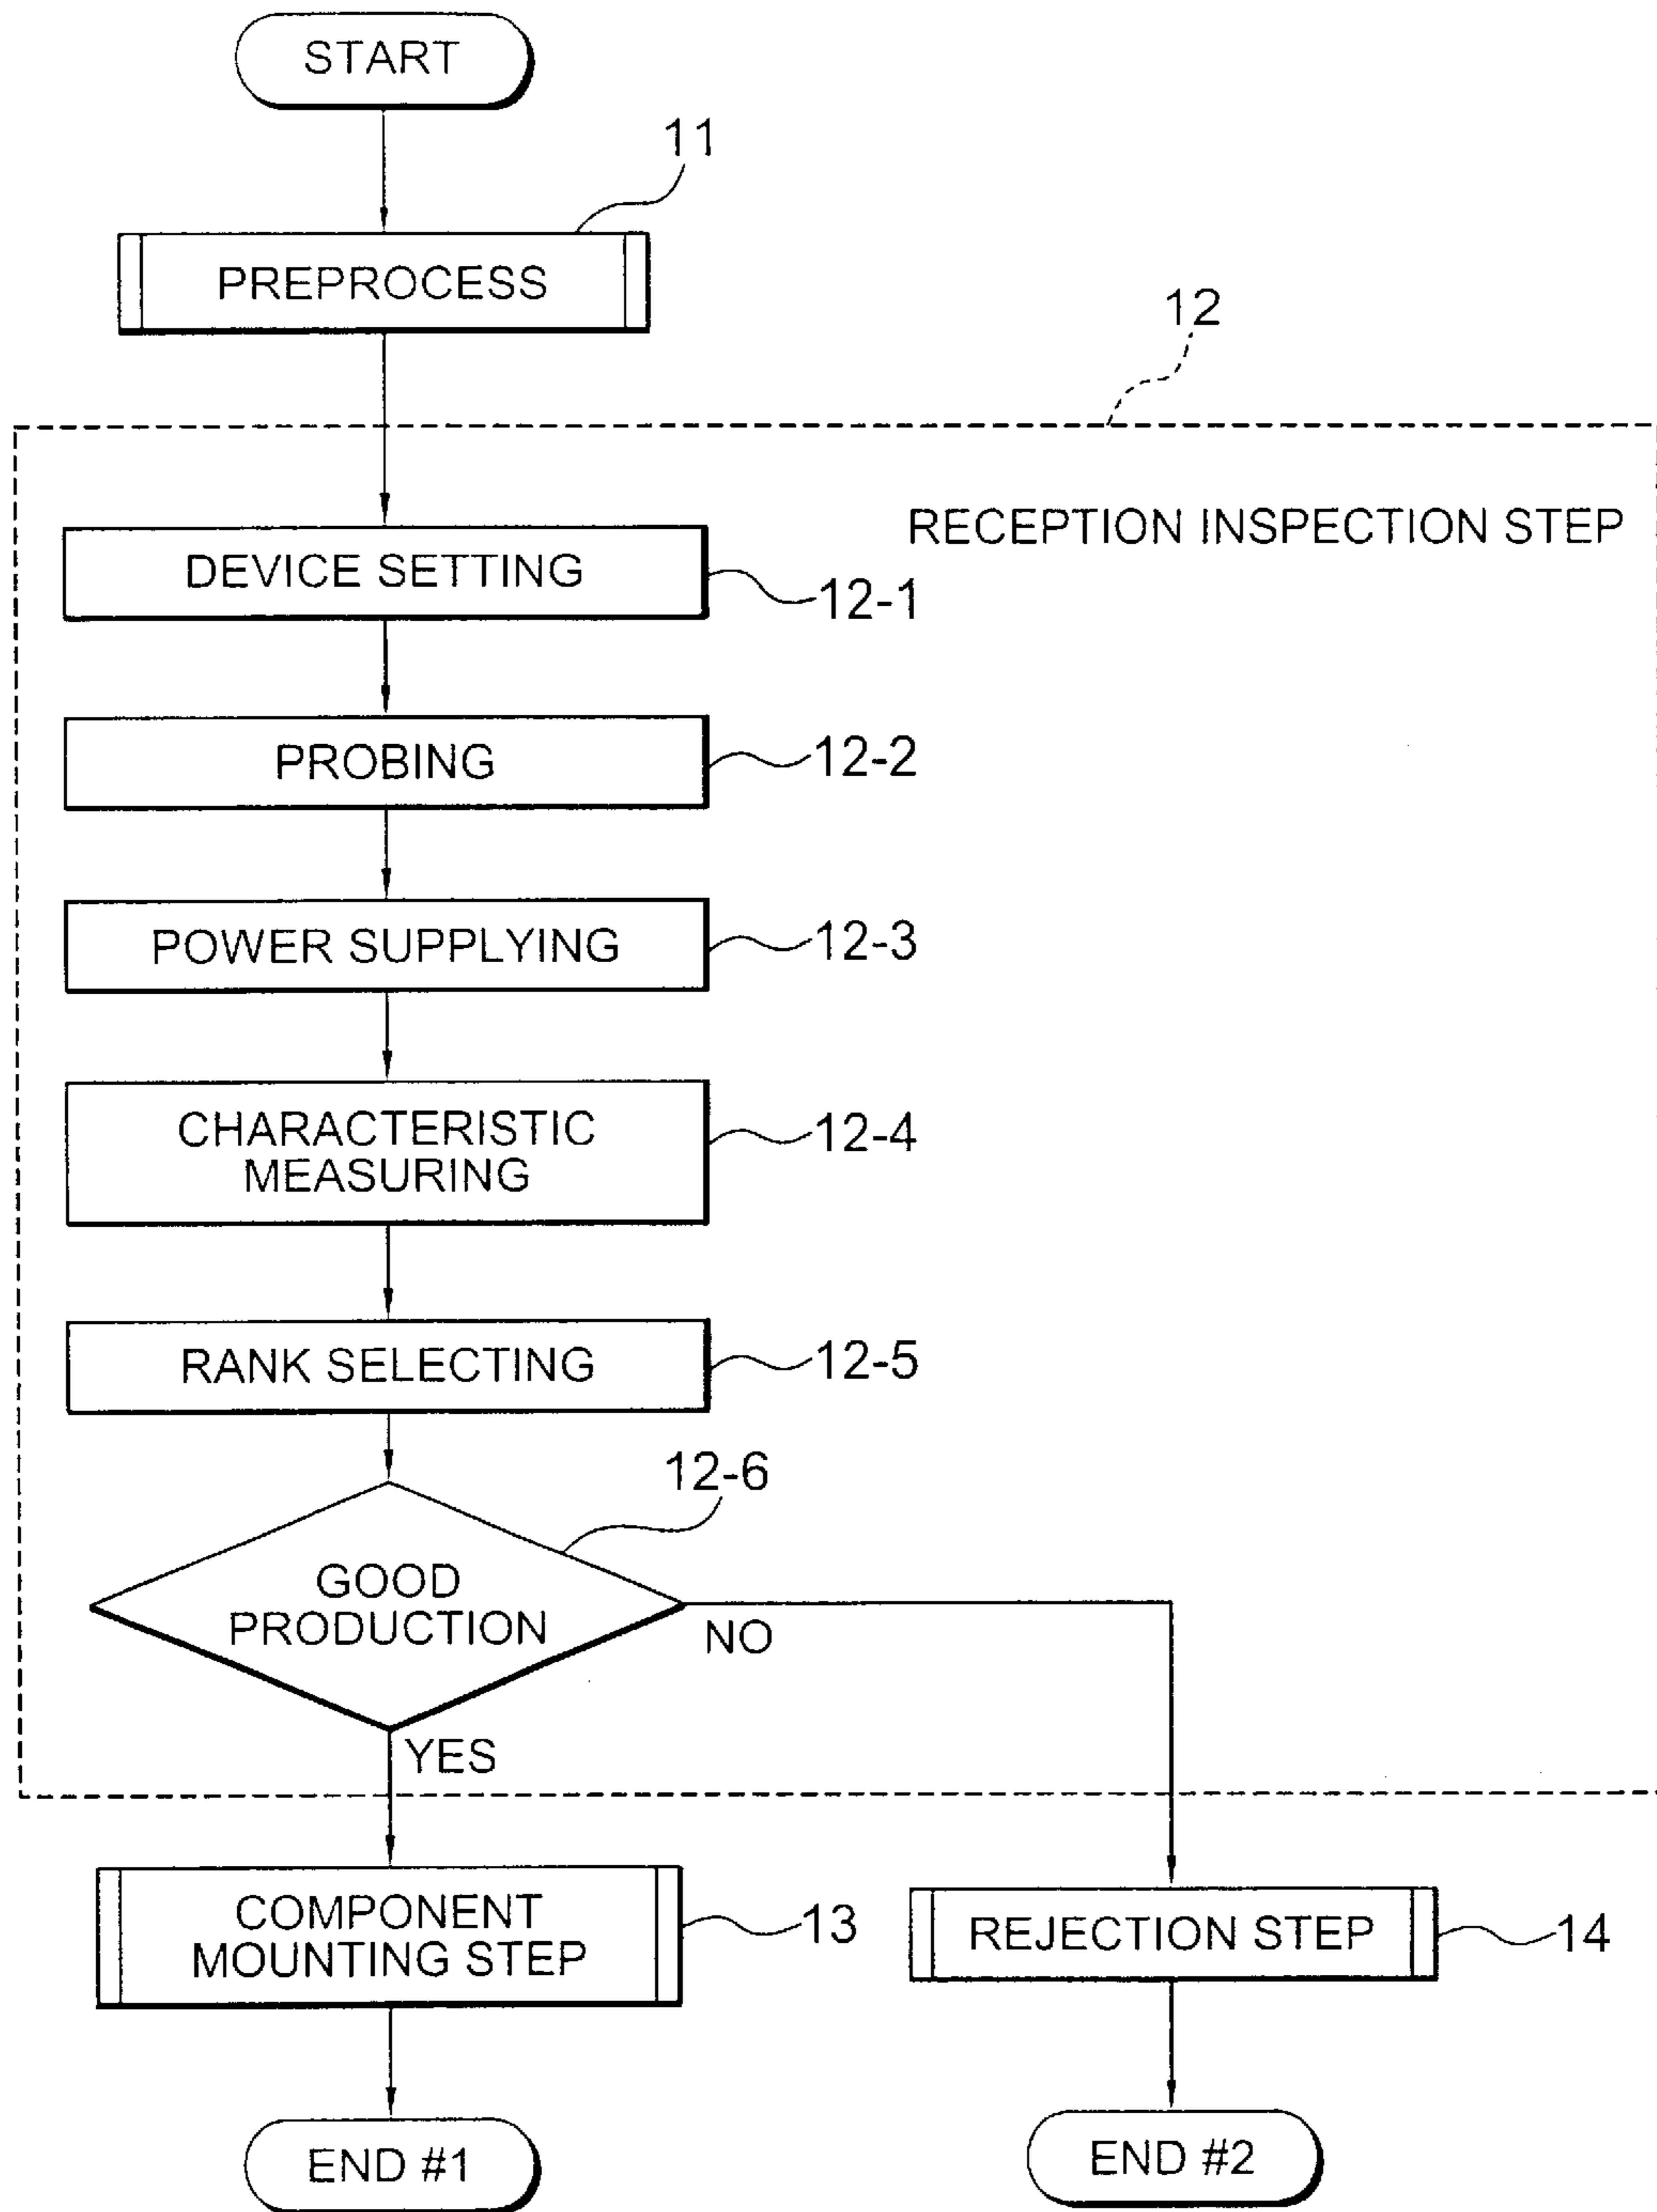 START
11
PREPROCESS
12
RECEPTION INSPECTION STEP
DEVICE SETTING
12-1
PROBING
12-2
POWER SUPPLYING
12-3
CHARACTERISTIC
MEASURING
12-4
RANK SELECTING
12-5
12-6
GOOD
PRODUCTION
NO
YES
COMPONENT
MOUNTING STEP
13
REJECTION STEP
14
END #1
END #2